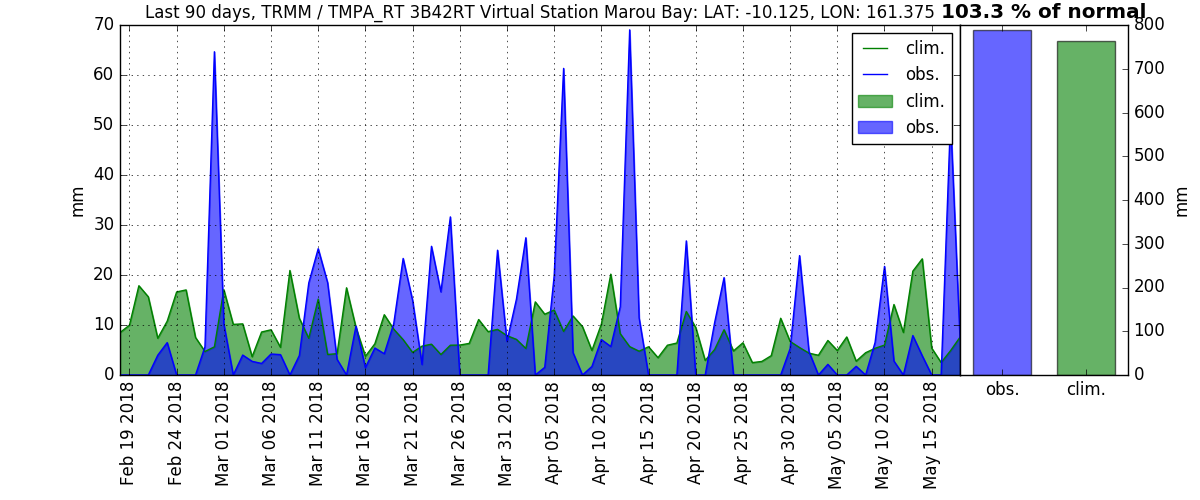 Last 90 days, TRMM / TMPA_RT 3B42RT Virtual Station Marou Bay: LAT: -10.125, LON: 161.375 103.3 % of normal
70
60
50
40
30
20
10
0
mm
clim.
obs.
clim.
obs.
800
700
600
500
400
300
200
100
0
mm
Feb 19 2018
Feb 24 2018
Mar 01 2018
Mar 06 2018
Mar 11 2018
Mar 16 2018
Mar 21 2018
Mar 26 2018
Mar 31 2018
Apr 05 2018
Apr 10 2018
Apr 15 2018
Apr 20 2018
Apr 25 2018
Apr 30 2018
May 05 2018
May 10 2018
May 15 2018
obs.
clim.